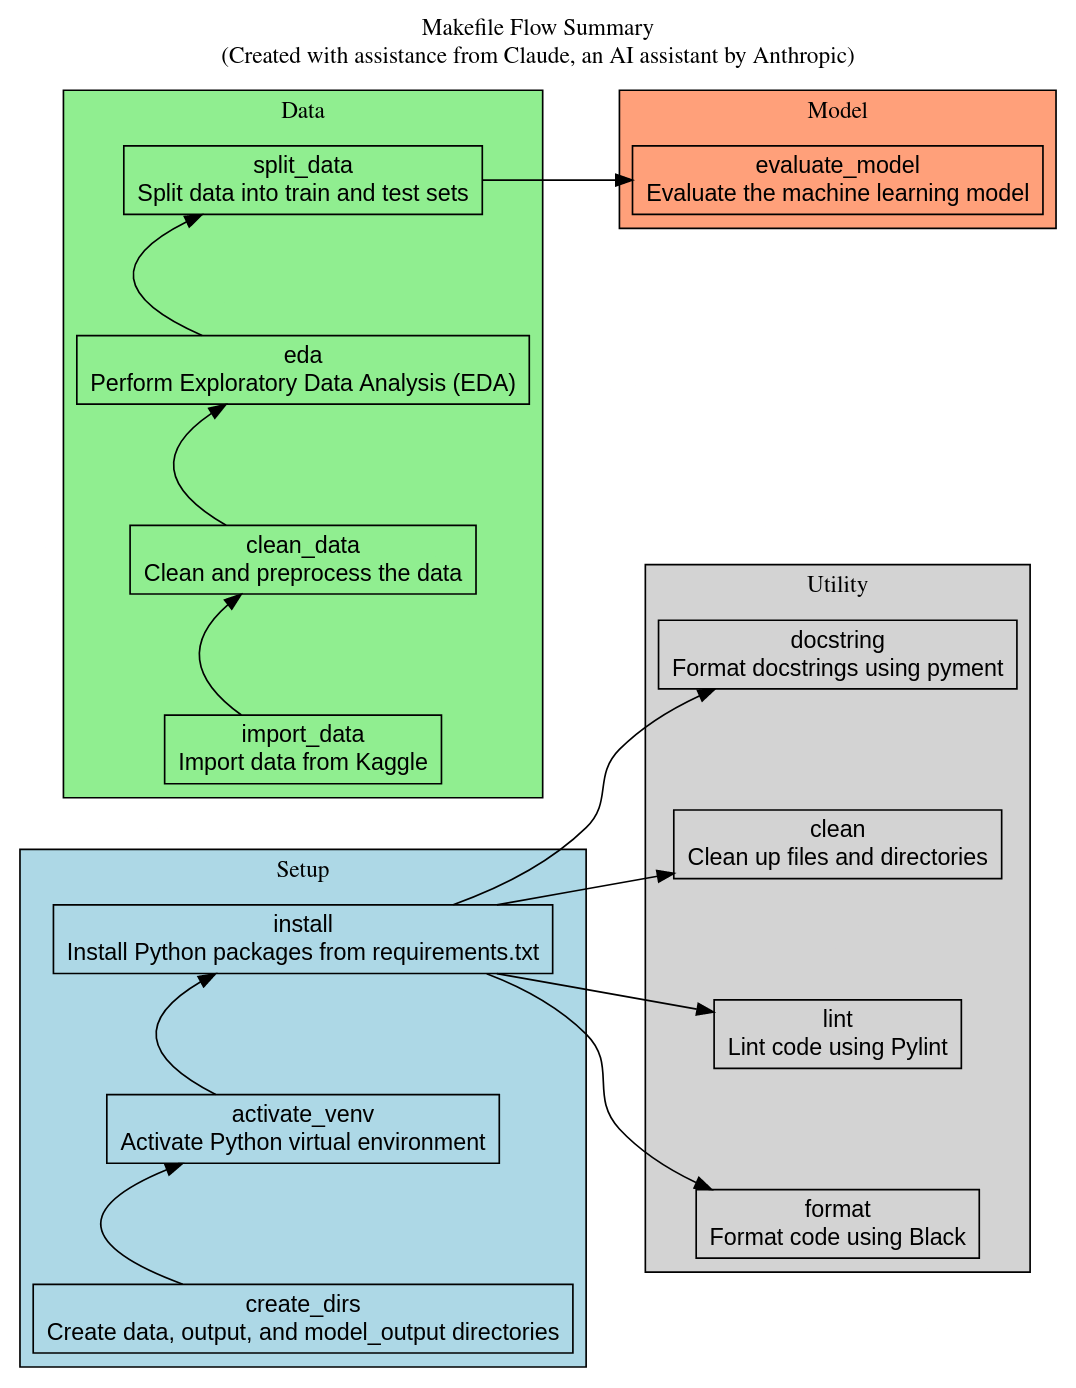 Makefile Flow Summary
(Created with assistance from Claude, an AI assistant by Anthropic)
Data
split_data
Split data into train and test sets
eda
Perform Exploratory Data Analysis (EDA)
clean_data
Clean and preprocess the data
import_data
Import data from Kaggle
Model
evaluate_model
Evaluate the machine learning model
Setup
install
Install Python packages from requirements.txt
activate_venv
Activate Python virtual environment
create_dirs
Create data, output, and model_output directories
Utility
docstring
Format docstrings using pyment
clean
Clean up files and directories
lint
Lint code using Pylint
format
Format code using Black